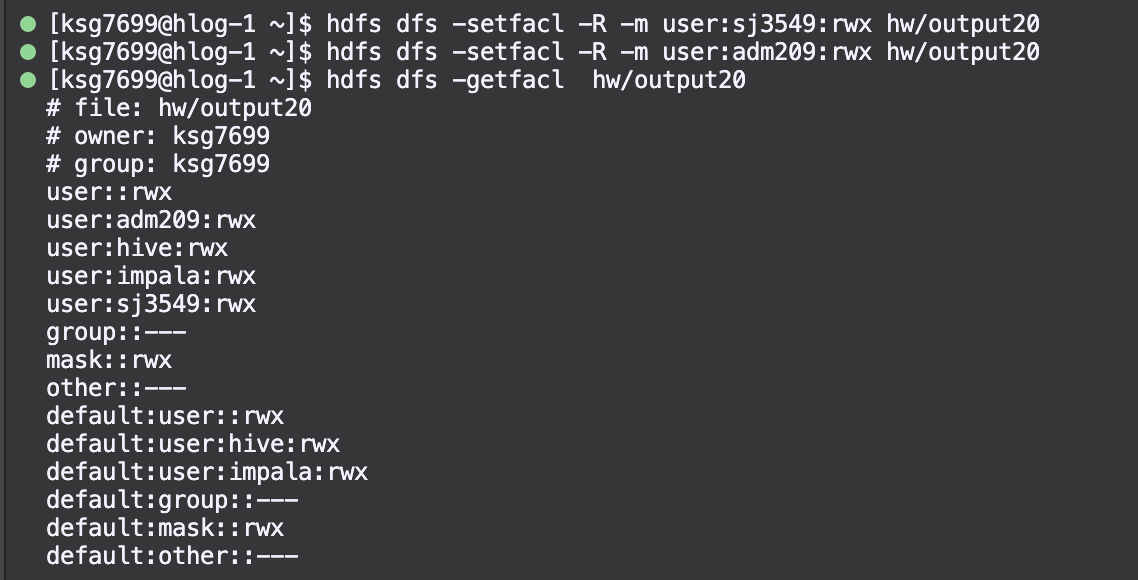 [ksg7699@hlog-1 ~]$ hdfs dfs -setfacl -R -m user:sj3549:rwx hw/output20
[ksg7699@hlog-1 ~]$ hdfs dfs -setfacl -R -m user:adm209:rwx hw/output20
[ksg7699@hlog-1 ~]$ hdfs dfs -getfacl  hw/output20
# file: hw/output20
# owner: ksg7699
# group: ksg7699
user::rwx
user:adm209:rwx
user:hive:rwx
user:impala:rwx
user:sj3549:rwx
group::---
mask::rwx
other::---
default:user::rwx
default:user:hive:rwx
default:user:impala:rwx
default:group::---
default:mask::rwx
default:other::---